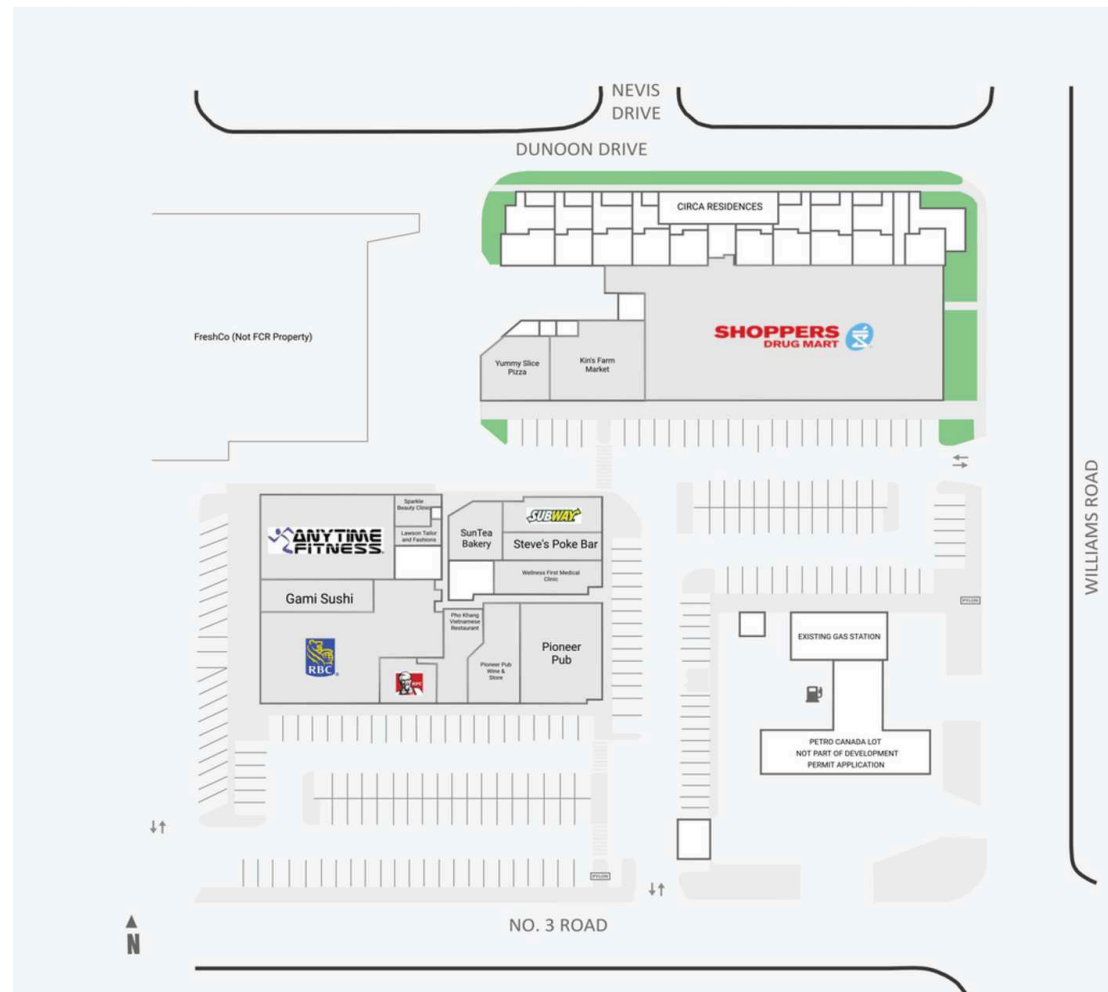 NEVIS
DRIVE
DUNOON DRIVE
CIRCA RESIDENCES
SHOPPERS
DRUG MART
FreshCo (Not FCR Property)
Yummy Slice
Pizza
Kin's Farm
Market
WILLIAMS ROAD
ANYTIME
FITNESS
Sparkle
Beauty Clinic
Lawson Tailor
and Fashions
SunTea
Bakery
SUBWAY
Steve's Poke Bar
Wellness First Medical
Clinic
Gami Sushi
RBC
KFC
Pho Khang
Vietnamese
Restaurant
Pioneer Pub
Wine &
Store
Pioneer
Pub
PYLON
EXISTING GAS STATION
PETRO CANADA LOT
NOT PART OF DEVELOPMENT
PERMIT APPLICATION
PYLON
NO. 3 ROAD
N